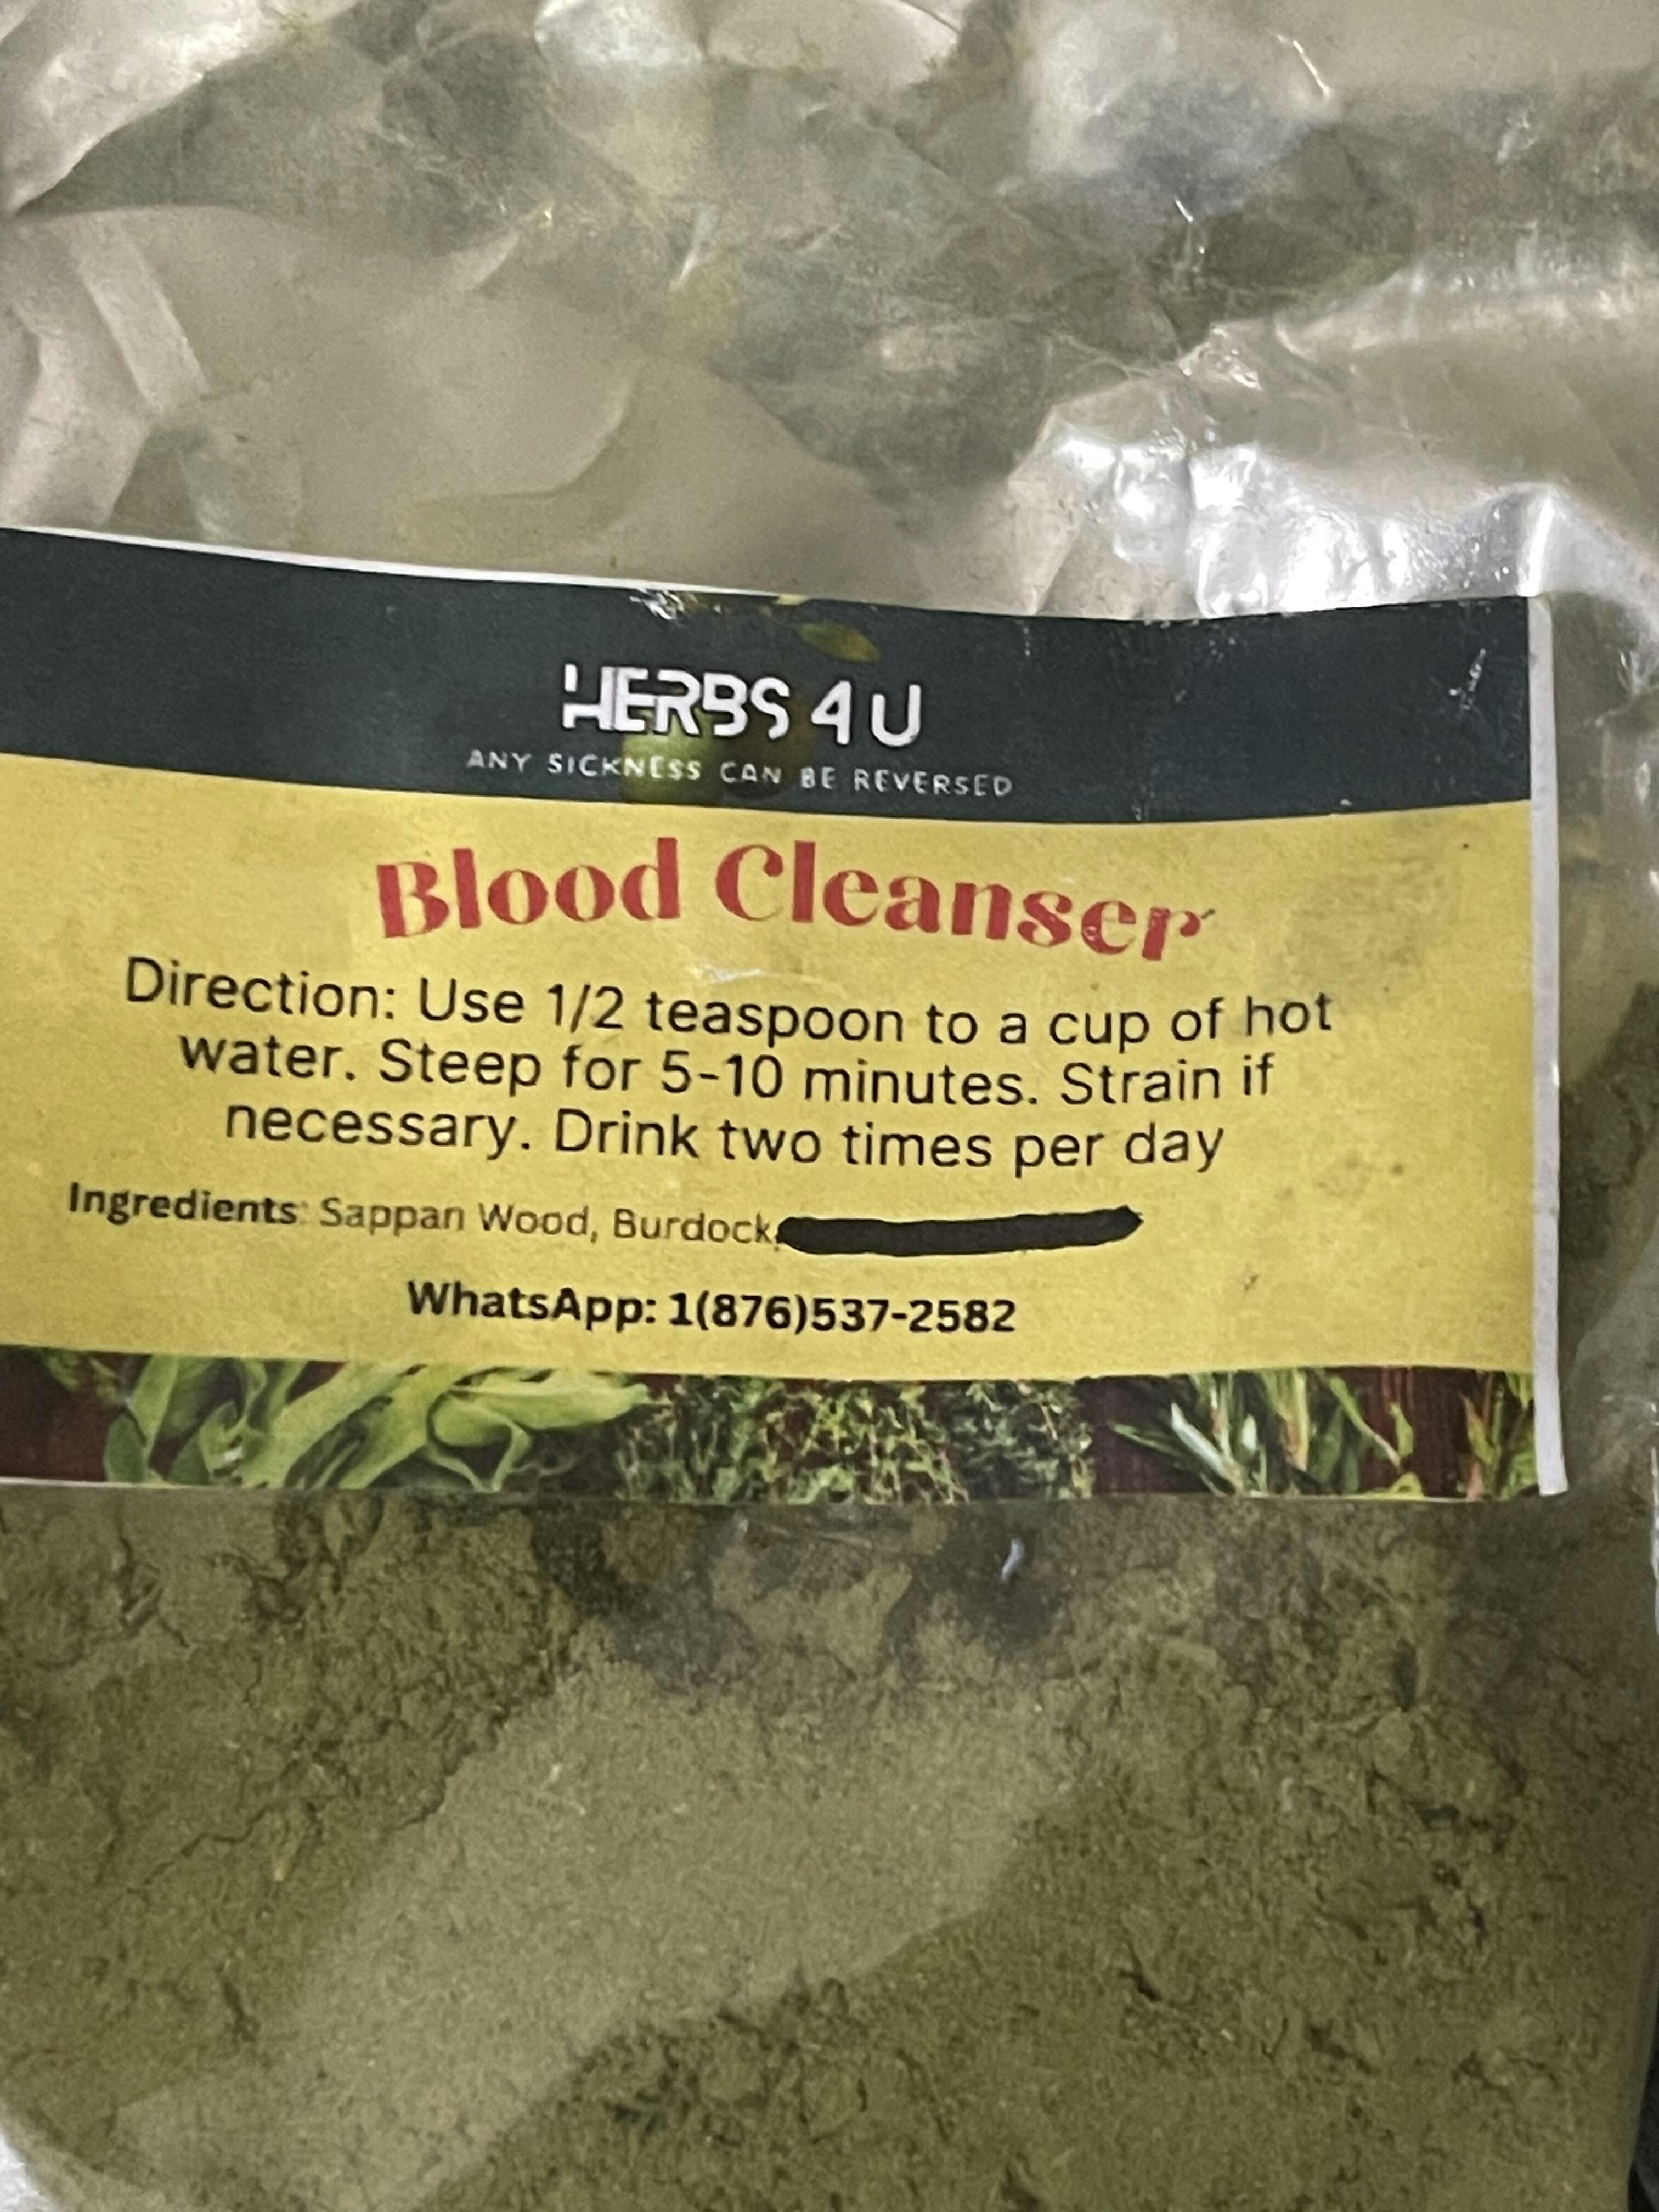 HERBS 4 U
ANY SICKNESS CAN BE REVERSED
Blood Cleanser
Direction: Use 1/2 teaspoon to a cup of hot
water. Steep for 5-10 minutes. Strain if
necessary. Drink two times per day
Ingredients: Sappan Wood, Burdock,
WhatsApp: 1(876)537-2582